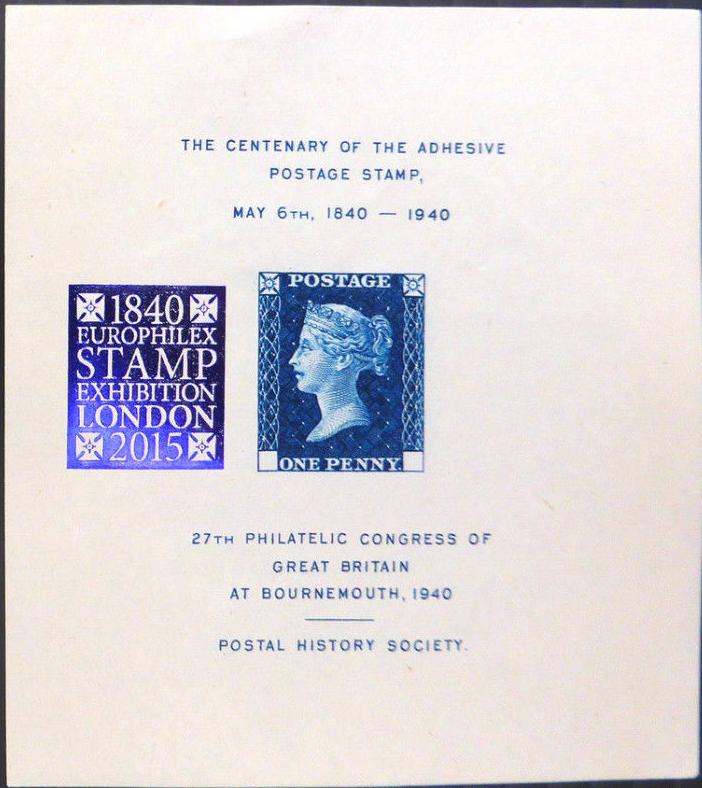 THE CENTENARY OF THE ADHESIVE
POSTAGE STAMP,
MAY 6TH, 1840 — 1940
1840
EUROPHILEX
STAMP
EXHIBITION
LONDON
2015
POSTAGE
ONE PENNY.
27TH PHILATELIC CONGRESS OF
GREAT BRITAIN
AT BOURNEMOUTH, 1940
POSTAL HISTORY SOCIETY.